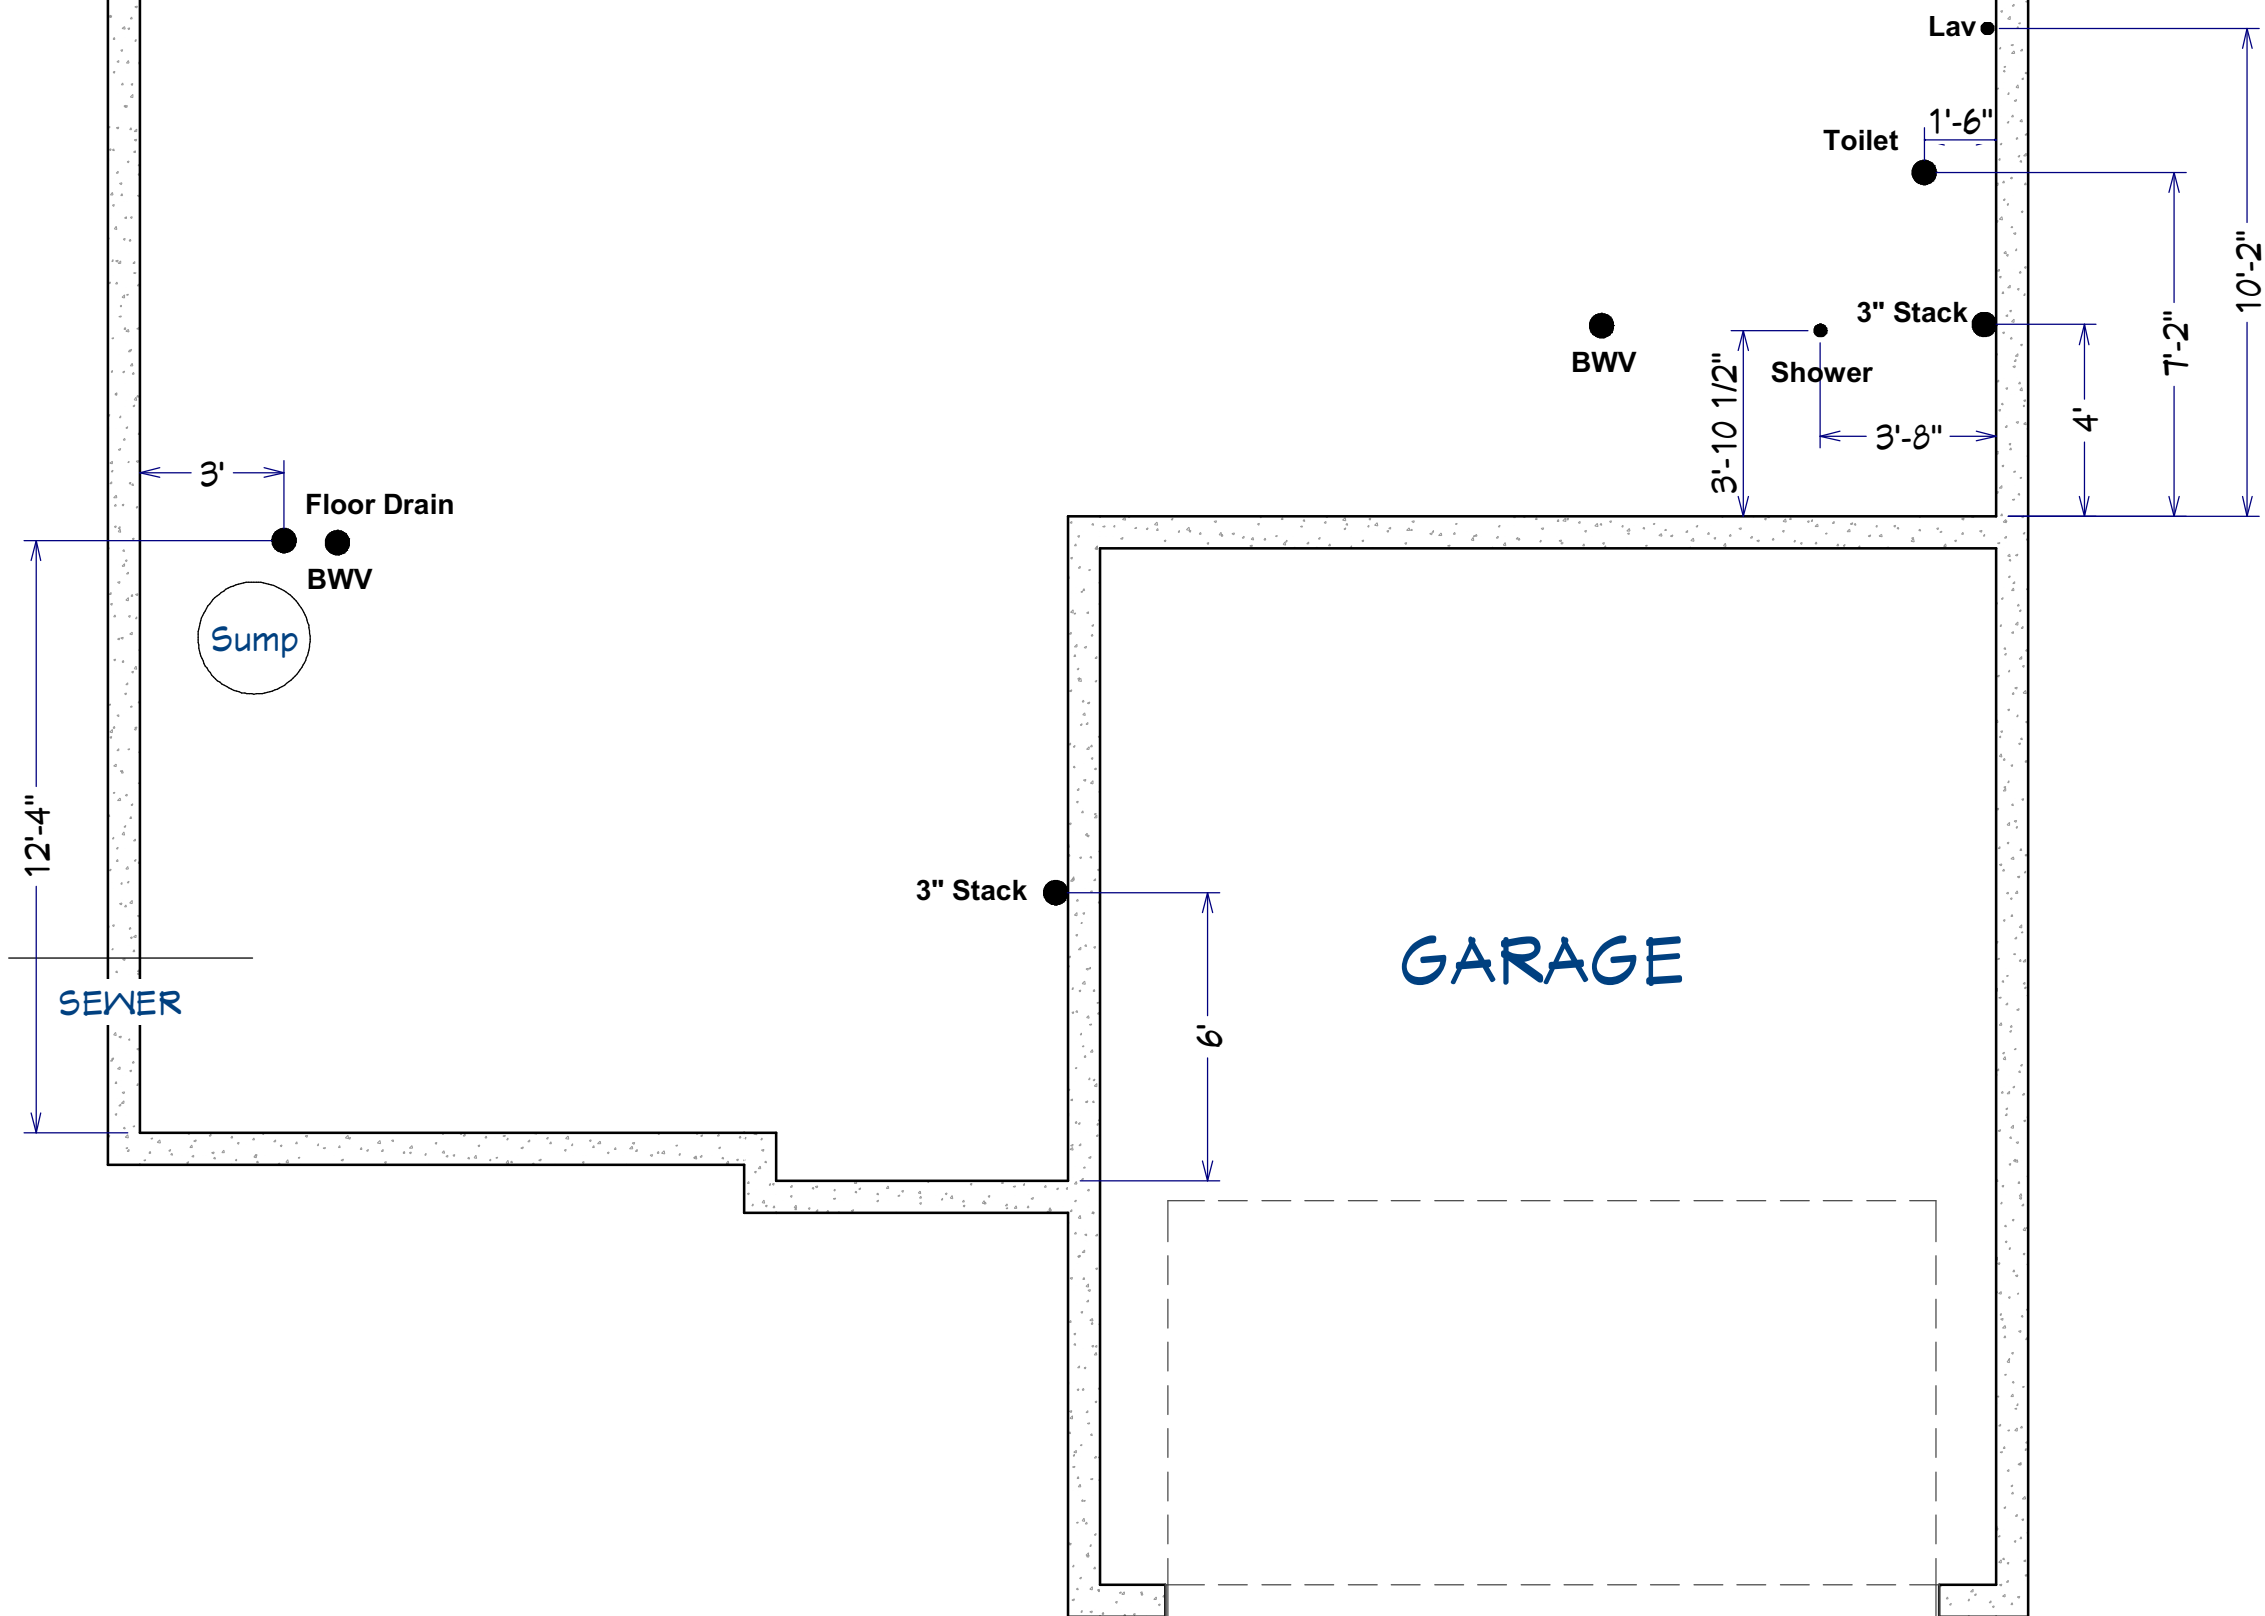 Lav
1'-6"
Toilet
10'-2"
3" Stack
7'-2"
BWV
Shower
3'-10 1/2"
4'
3'-8"
3'
Floor Drain
BWV
Sump
12'-4"
3" Stack
GARAGE
SEWER
6'